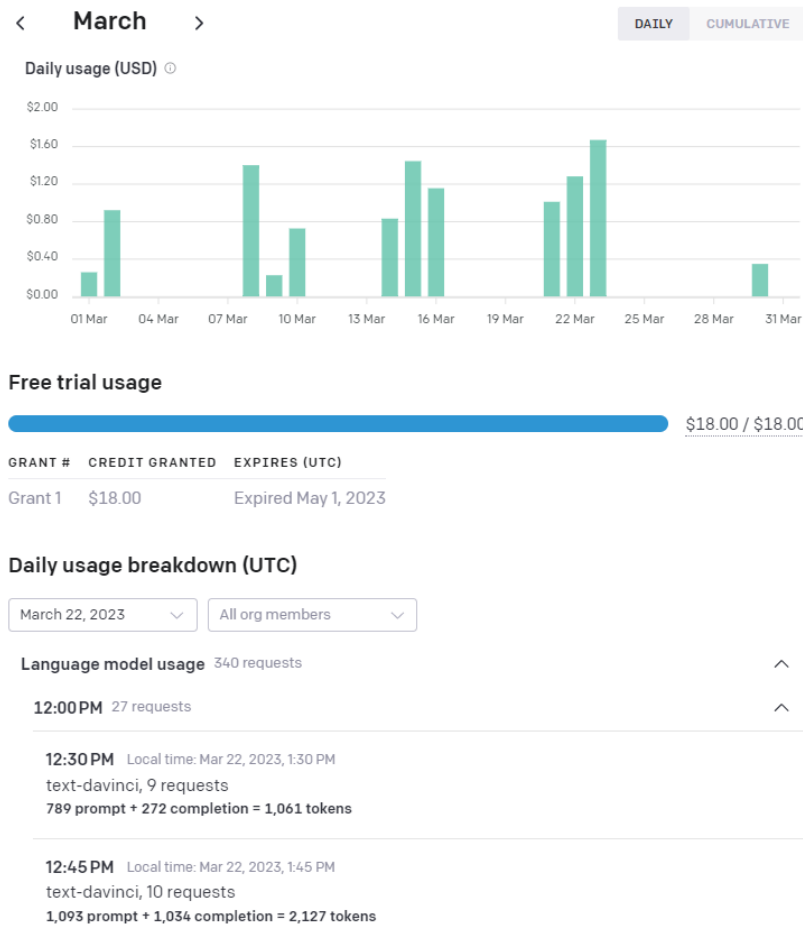 March
DAILY CUMULATIVE
Daily usage (USD)
$2.00
$1.60
$1.20
$0.80
$0.40
$0.00
01 Mar 04 Mar 07 Mar 10 Mar 13 Mar 16 Mar 19 Mar 22 Mar 25 Mar 28 Mar 31 Mar
Free trial usage
$18.00 / $18.00
GRANT # CREDIT GRANTED EXPIRES (UTC)
Grant 1 $18.00 Expired May 1, 2023
Daily usage breakdown (UTC)
March 22, 2023 All org members
Language model usage 340 requests
12:00 PM 27 requests
12:30 PM Local time: Mar 22, 2023, 1:30 PM
text-davinci, 9 requests
789 prompt + 272 completion = 1,061 tokens
12:45 PM Local time: Mar 22, 2023, 1:45 PM
text-davinci, 10 requests
1,093 prompt + 1,034 completion = 2,127 tokens